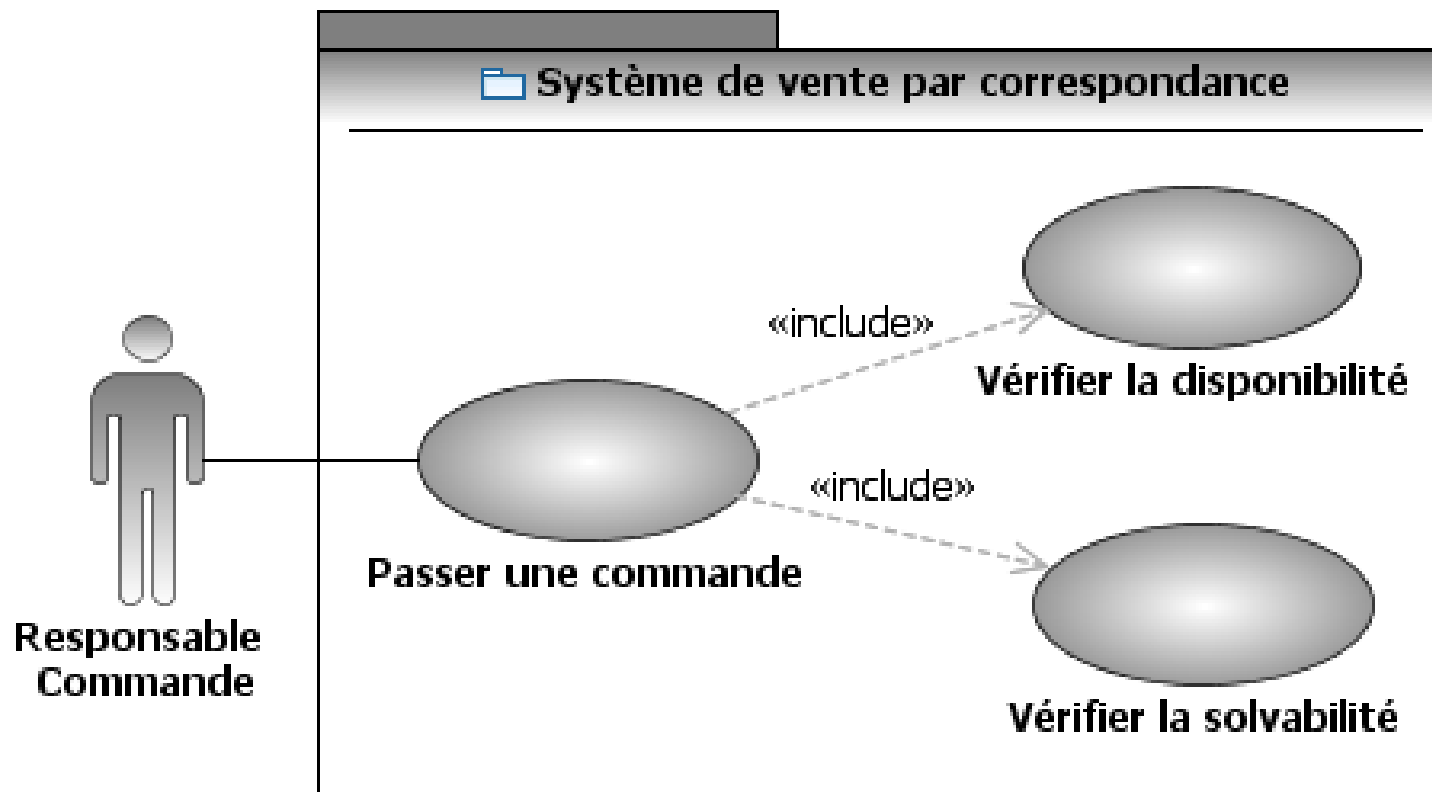 Système de vente par correspondance
«include»
Vérifier la disponibilité
«include»
Passer une commande
Responsable
Commande
Vérifier la solvabilité